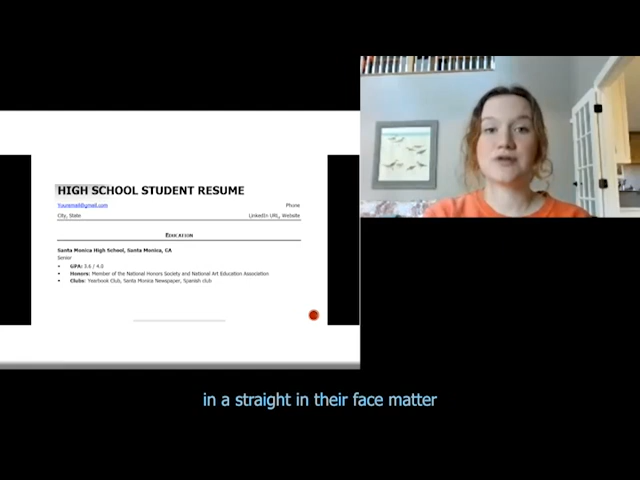 HIGH SCHOOL STUDENT RESUME
Youremail@gmail.com Phone
City, State LinkedIn URL, Website
EDUCATION
Santa Monica High School, Santa Monica, CA
Senior
• GPA: 3.6 / 4.0
• Honors: Member of the National Honors Society and National Art Education Association
• Clubs: Yearbook Club, Santa Monica Newspaper, Spanish club
in a straight in their face matter